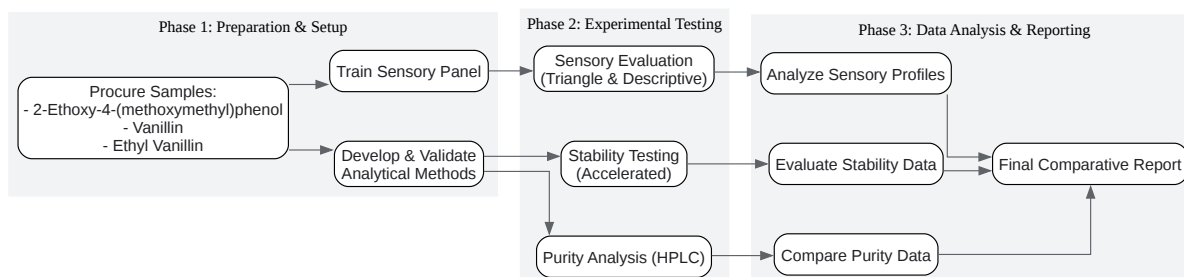 Phase 1: Preparation & Setup
Procure Samples:
- 2-Ethoxy-4-(methoxymethyl)phenol
- Vanillin
- Ethyl Vanillin
Train Sensory Panel
Develop & Validate
Analytical Methods
Phase 2: Experimental Testing
Sensory Evaluation
(Triangle & Descriptive)
Stability Testing
(Accelerated)
Purity Analysis (HPLC)
Phase 3: Data Analysis & Reporting
Analyze Sensory Profiles
Evaluate Stability Data
Compare Purity Data
Final Comparative Report